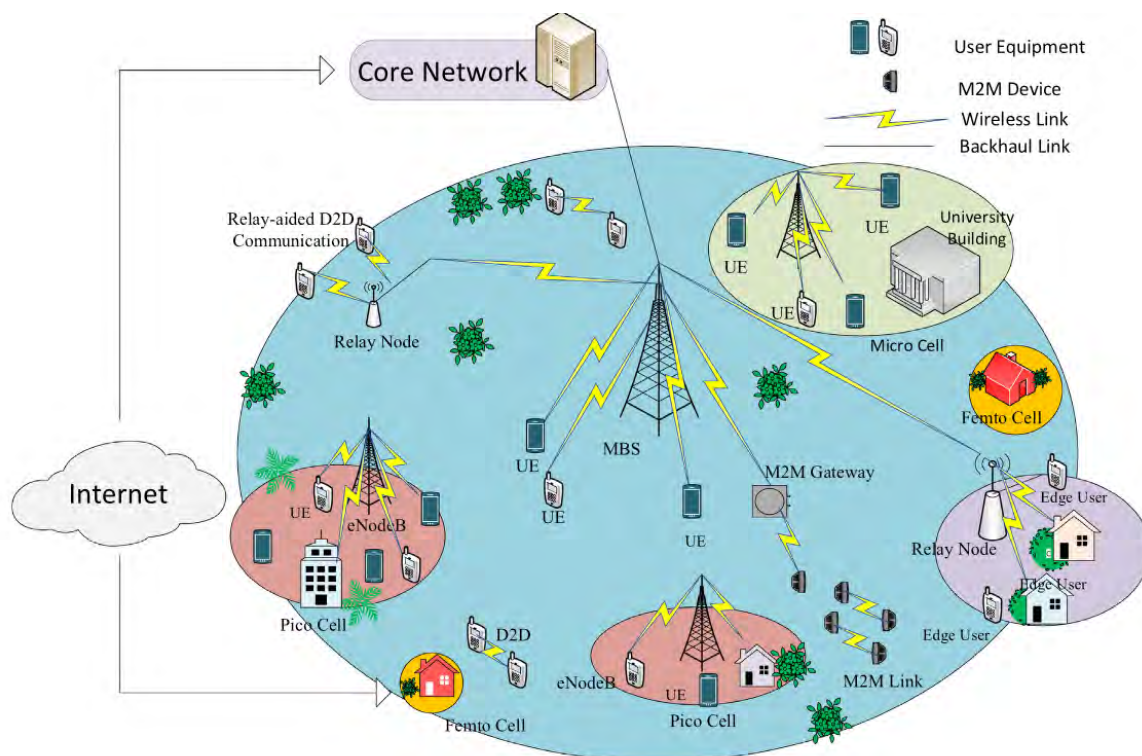 Core Network
User Equipment
M2M Device
Wireless Link
Backhaul Link
Relay-aided D2D
Communication
UE
UE
University
Building
UE
Relay Node
Micro Cell
Femto Cell
MBS
UE
UE
UE
M2M Gateway
Internet
UE
eNodeB
Pico Cell
Edge User
Relay Node
Edge User
Edge User
D2D
Femto Cell
eNodeB
UE
Pico Cell
M2M Link